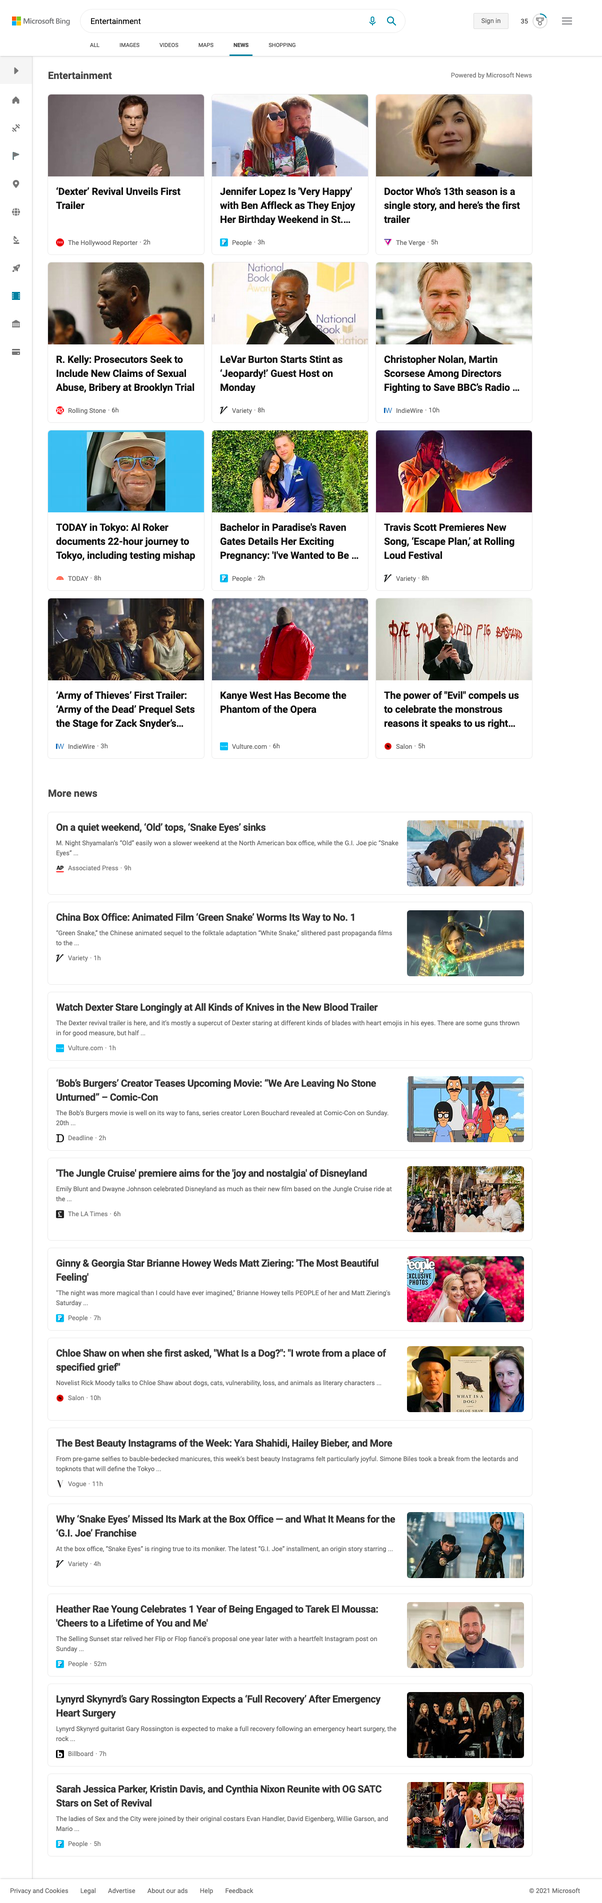 Microsoft Bing
Entertainment
Sign in
35
ALL
IMAGES
VIDEOS
MAPS
NEWS
SHOPPING
Entertainment
Powered by Microsoft News
'Dexter' Revival Unveils First
Trailer
The Hollywood Reporter · 2h
Jennifer Lopez Is 'Very Happy'
with Ben Affleck as They Enjoy
Her Birthday Weekend in St....
People · 3h
Doctor Who's 13th season is a
single story, and here's the first
trailer
The Verge · 5h
National
Book
National
Book
R. Kelly: Prosecutors Seek to
Include New Claims of Sexual
Abuse, Bribery at Brooklyn Trial
Rolling Stone · 6h
LeVar Burton Starts Stint as
'Jeopardy!' Guest Host on
Monday
Variety · 8h
Christopher Nolan, Martin
Scorsese Among Directors
Fighting to Save BBC's Radio ...
IndieWire · 10h
TODAY in Tokyo: Al Roker
documents 22-hour journey to
Tokyo, including testing mishap
TODAY · 8h
Bachelor in Paradise's Raven
Gates Details Her Exciting
Pregnancy: 'I've Wanted to Be ...
People · 2h
Travis Scott Premieres New
Song, 'Escape Plan,' at Rolling
Loud Festival
Variety · 8h
DIE YOU PID PIG BASTARD
'Army of Thieves' First Trailer:
'Army of the Dead' Prequel Sets
the Stage for Zack Snyder's...
IndieWire · 3h
Kanye West Has Become the
Phantom of the Opera
Vulture.com · 6h
The power of "Evil" compels us
to celebrate the monstrous
reasons it speaks to us right...
Salon · 5h
More news
On a quiet weekend, 'Old' tops, 'Snake Eyes' sinks
M. Night Shyamalan's "Old" easily won a slower weekend at the North American box office, while the G.I. Joe pic "Snake
Eyes" ...
AP Associated Press · 9h
China Box Office: Animated Film 'Green Snake' Worms Its Way to No. 1
"Green Snake," the Chinese animated sequel to the folktale adaptation "White Snake," slithered past propaganda films
to the ...
Variety · 1h
Watch Dexter Stare Longingly at All Kinds of Knives in the New Blood Trailer
The Dexter revival trailer is here, and it's mostly a supercut of Dexter staring at different kinds of blades with heart emojis in his eyes. There are some guns thrown
in for good measure, but half ...
Vulture.com · 1h
'Bob's Burgers' Creator Teases Upcoming Movie: "We Are Leaving No Stone
Unturned" – Comic-Con
The Bob's Burgers movie is well on its way to fans, series creator Loren Bouchard revealed at Comic-Con on Sunday.
20th ...
D Deadline · 2h
'The Jungle Cruise' premiere aims for the 'joy and nostalgia' of Disneyland
Emily Blunt and Dwayne Johnson celebrated Disneyland as much as their new film based on the Jungle Cruise ride at
the ...
The LA Times · 6h
Ginny & Georgia Star Brianne Howey Weds Matt Ziering: 'The Most Beautiful
Feeling'
"The night was more magical than I could have ever imagined," Brianne Howey tells PEOPLE of her and Matt Ziering's
Saturday ...
People · 7h
people
EXCLUSIVE
PHOTOS
Chloe Shaw on when she first asked, "What Is a Dog?": "I wrote from a place of
specified grief"
Novelist Rick Moody talks to Chloe Shaw about dogs, cats, vulnerability, loss, and animals as literary characters ...
Salon · 10h
WHAT IS A
DOG?
CHLOE SHAW
The Best Beauty Instagrams of the Week: Yara Shahidi, Hailey Bieber, and More
From pre-game selfies to bauble-bedecked manicures, this week's best beauty Instagrams felt particularly joyful. Simone Biles took a break from the leotards and
topknots that will define the Tokyo ...
Vogue · 11h
Why 'Snake Eyes' Missed Its Mark at the Box Office — and What It Means for the
'G.I. Joe' Franchise
At the box office, "Snake Eyes" is ringing true to its moniker. The latest "G.I. Joe" installment, an origin story starring ...
Variety · 4h
Heather Rae Young Celebrates 1 Year of Being Engaged to Tarek El Moussa:
'Cheers to a Lifetime of You and Me'
The Selling Sunset star relived her Flip or Flop fiancé's proposal one year later with a heartfelt Instagram post on
Sunday ...
People · 52m
Lynyrd Skynyrd's Gary Rossington Expects a 'Full Recovery' After Emergency
Heart Surgery
Lynyrd Skynyrd guitarist Gary Rossington is expected to make a full recovery following an emergency heart surgery, the
rock ...
b Billboard · 7h
Sarah Jessica Parker, Kristin Davis, and Cynthia Nixon Reunite with OG SATC
Stars on Set of Revival
The ladies of Sex and the City were joined by their original costars Evan Handler, David Eigenberg, Willie Garson, and
Mario ...
People · 5h
Privacy and Cookies
Legal
Advertise
About our ads
Help
Feedback
© 2021 Microsoft